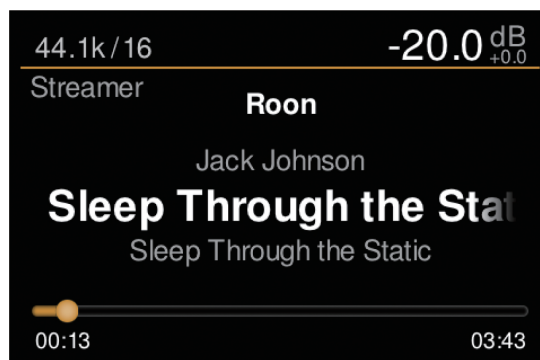 44.1k/16
-20.0 dB
+0.0
Streamer
Roon
Jack Johnson
Sleep Through the Stat
Sleep Through the Static
00:13
03:43